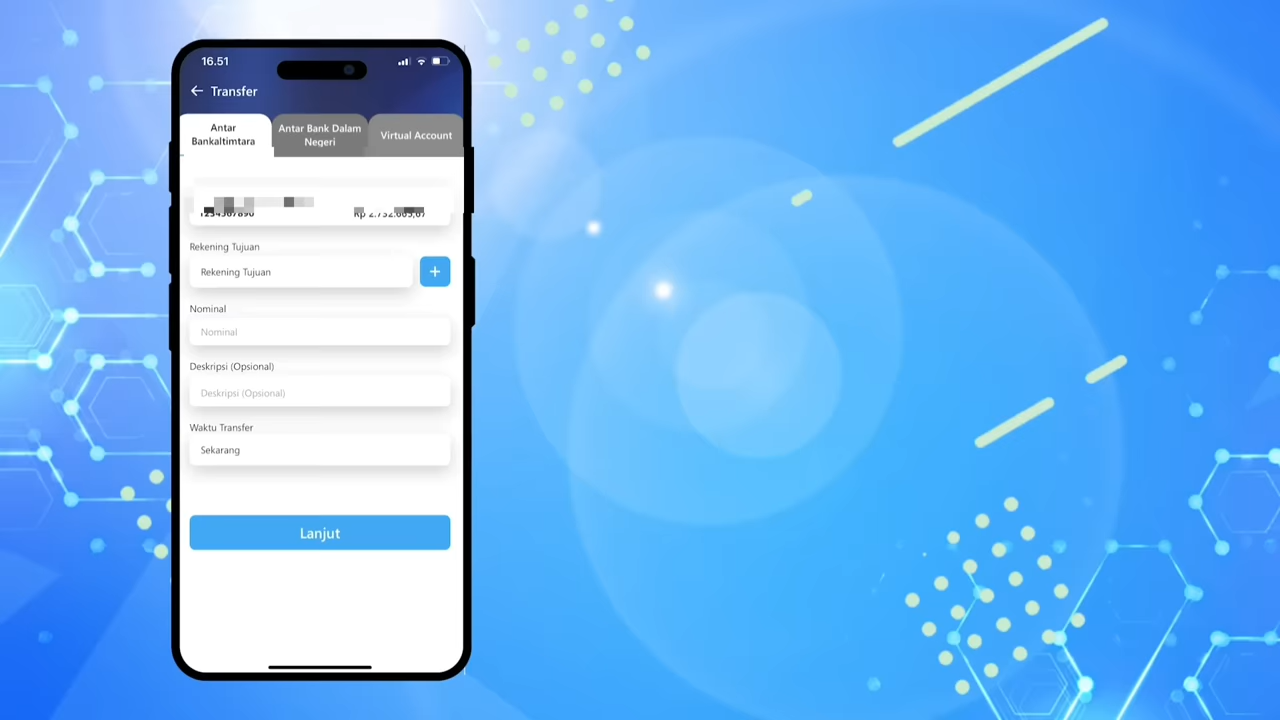 16.51
Transfer
Antar
Bankaltimtara
Antar Bank Dalam
Negeri
Virtual Account
Rekening Tujuan
Rekening Tujuan
+
Nominal
Nominal
Deskripsi (Opsional)
Deskripsi (Opsional)
Waktu Transfer
Sekarang
Lanjut